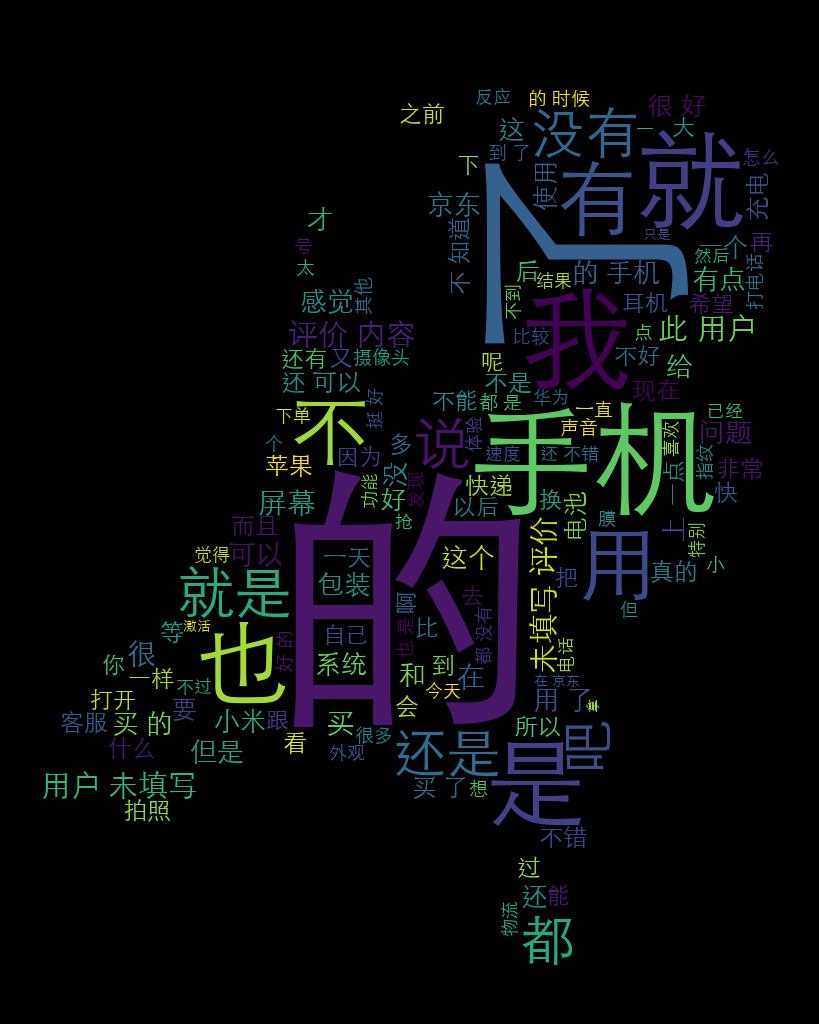 反应
的 时候
很 好
之前
没有
一
大
这
就
到 了
怎么
下
有
使用
充电
了
京东
才
不 知道
只是
号
一个
再
太
后
结果
的 手机
然后
有点
打电话
感觉
其他
不到
我
耳机
希望
评价 内容
比较
点
此 用户
还有
又
摄像头
呢
不好
给
还 可以
不是
现在
不能
都 是
华为
下单
不
挺 好
说
手机
一直
已经
声音
喜欢
问题
个
因为
多
体验
速度
还 不错
苹果
没
一点
指纹
非常
功能
发现
快递
屏幕
好
以后
换
电池
快
而且
抢
膜
上
特别
觉得
可以
一天
的
这个
未填写 评价
用
真的
小
就是
包装
啊
去
把
激活
等
也
自己
比
也 是
都 没有
但
很
好 的
系统
和
到
在
电话
你
一样
不过
今天
在 京东
打开
要
会
用 了
拿
客服
买 的
小米
跟
买
所以
吧
什么
但是
看
很多
还是
外观
是
用户 未填写
买 了
想
拍照
不错
过
还
能
物流
都